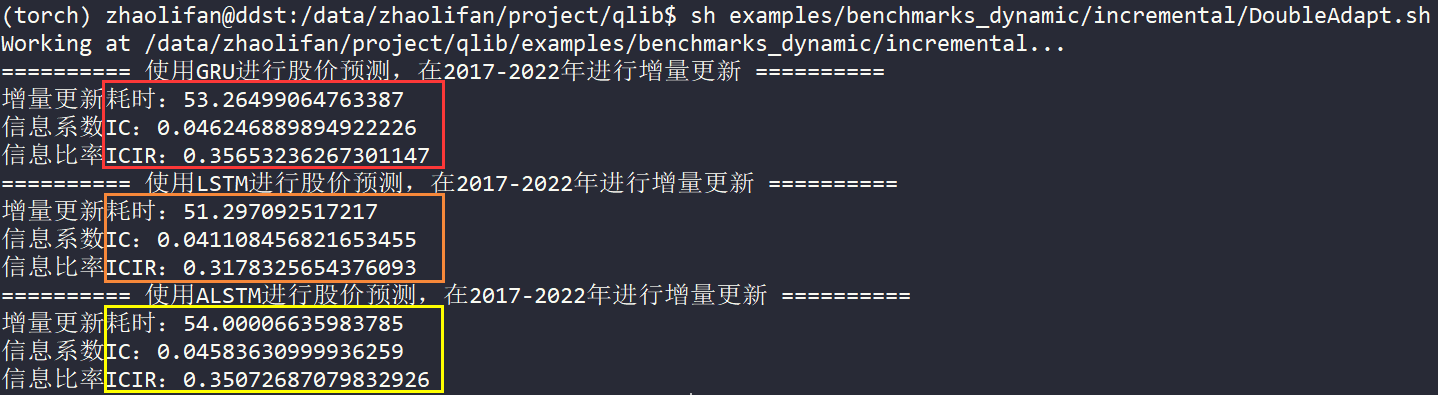 (torch) zhaolifan@ddst:/data/zhaolifan/project/qlib$ sh examples/benchmarks_dynamic/incremental/DoubleAdapt.sh
Working at /data/zhaolifan/project/qlib/examples/benchmarks_dynamic/incremental...
========== 使用GRU进行股价预测，在2017-2022年进行增量更新 ==========
增量更新耗时：53.26499064763387
信息系数IC：0.046246889894922226
信息比率ICIR：0.35653236267301147
========== 使用LSTM进行股价预测，在2017-2022年进行增量更新 ==========
增量更新耗时：51.297092517217
信息系数IC：0.041108456821653455
信息比率ICIR：0.3178325654376093
========== 使用ALSTM进行股价预测，在2017-2022年进行增量更新 ==========
增量更新耗时：54.00006635983785
信息系数IC：0.04583630999936259
信息比率ICIR：0.35072687079832926